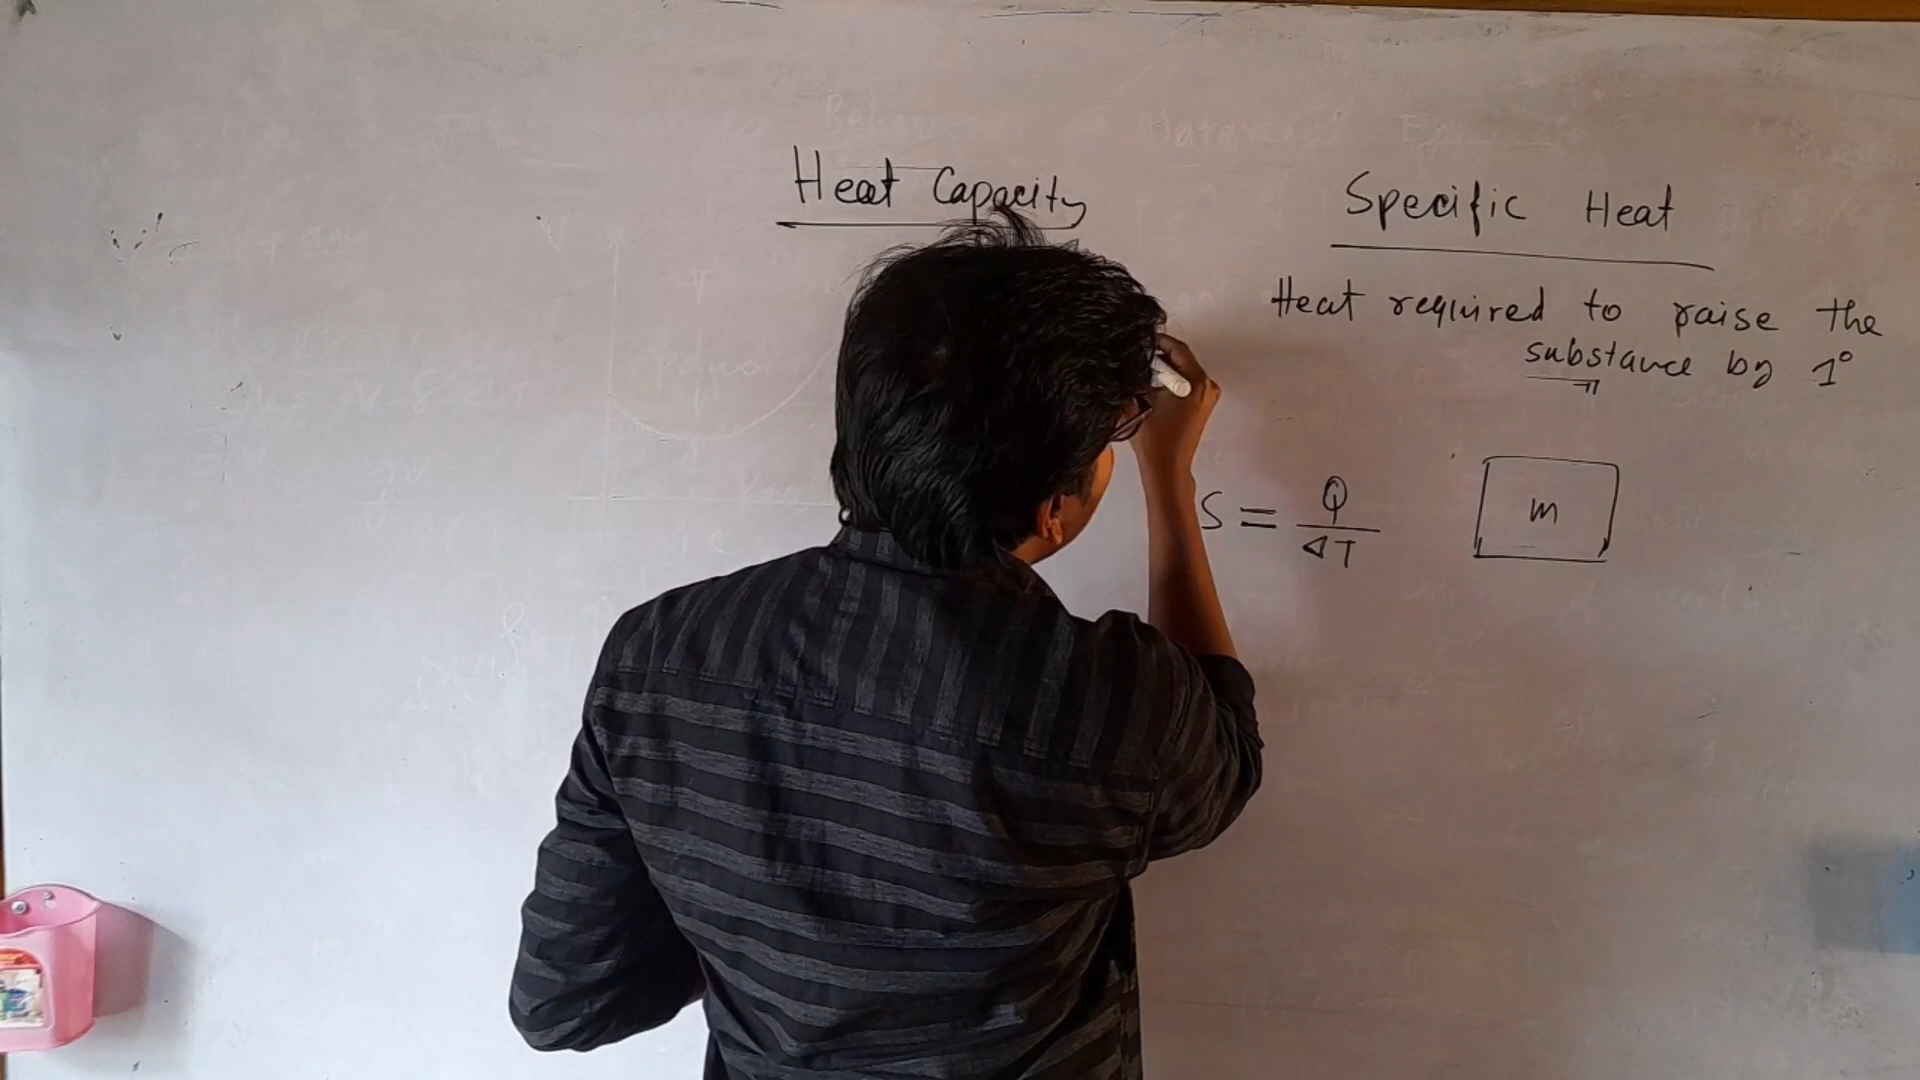 Heat Capacity
Specific Heat
Heat required to raise the
substance by 1°
S = Q / ΔT
m